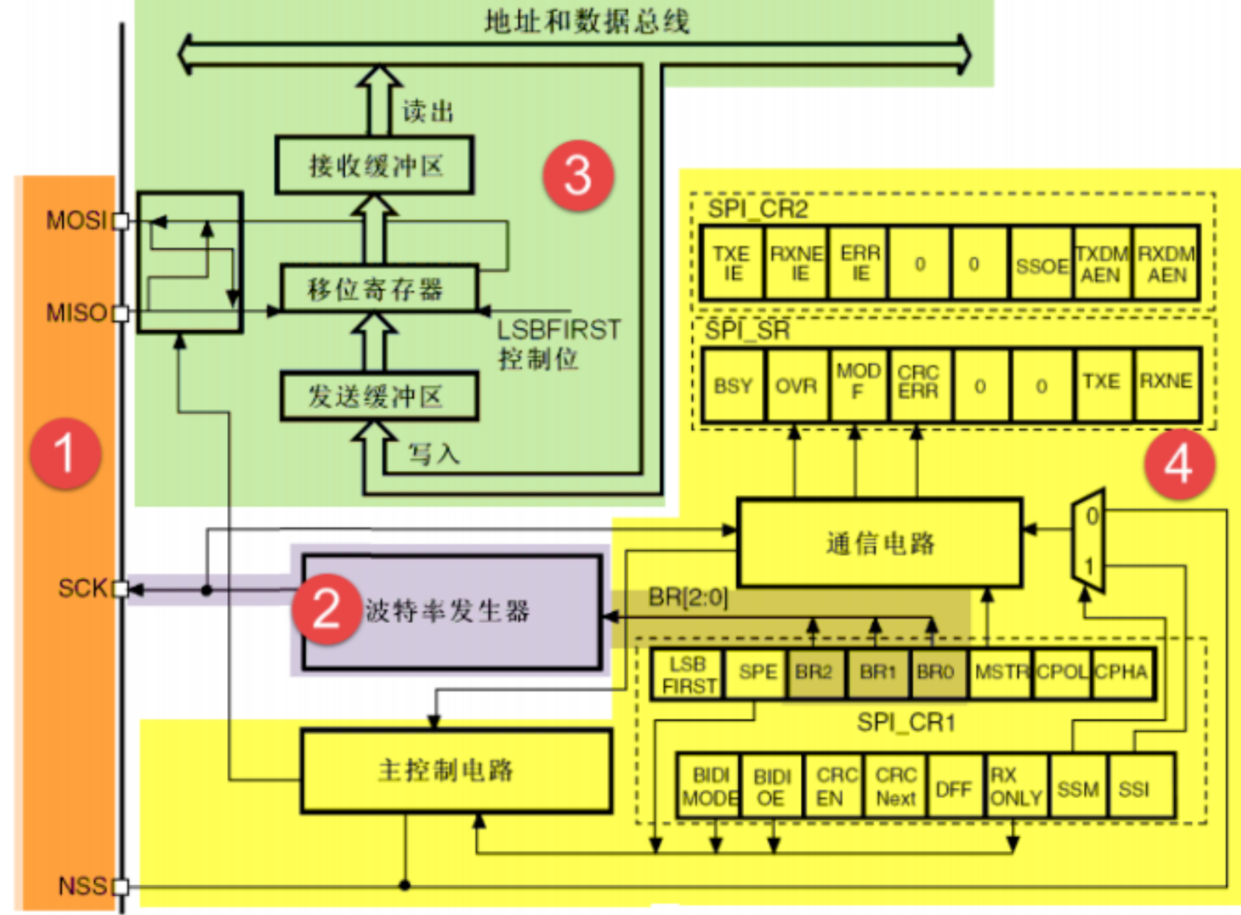 地址和数据总线
读出
接收缓冲区
3
MOSI
移位寄存器
MISO
LSBFIRST
控制位
发送缓冲区
写入
1
SPI_CR2
TXE
IE
RXNE
IE
ERR
IE
0
0
SSOE
TXDM
AEN
RXDM
AEN
SPI_SR
BSY
OVR
MOD
F
CRC
ERR
0
0
TXE
RXNE
4
通信电路
0
1
SCK
2
波特率发生器
BR[2:0]
LSB
FIRST
SPE
BR2
BR1
BR0
MSTR
CPOL
CPHA
SPI_CR1
主控制电路
BIDI
MODE
BIDI
OE
CRC
EN
CRC
Next
DFF
RX
ONLY
SSM
SSI
NSS